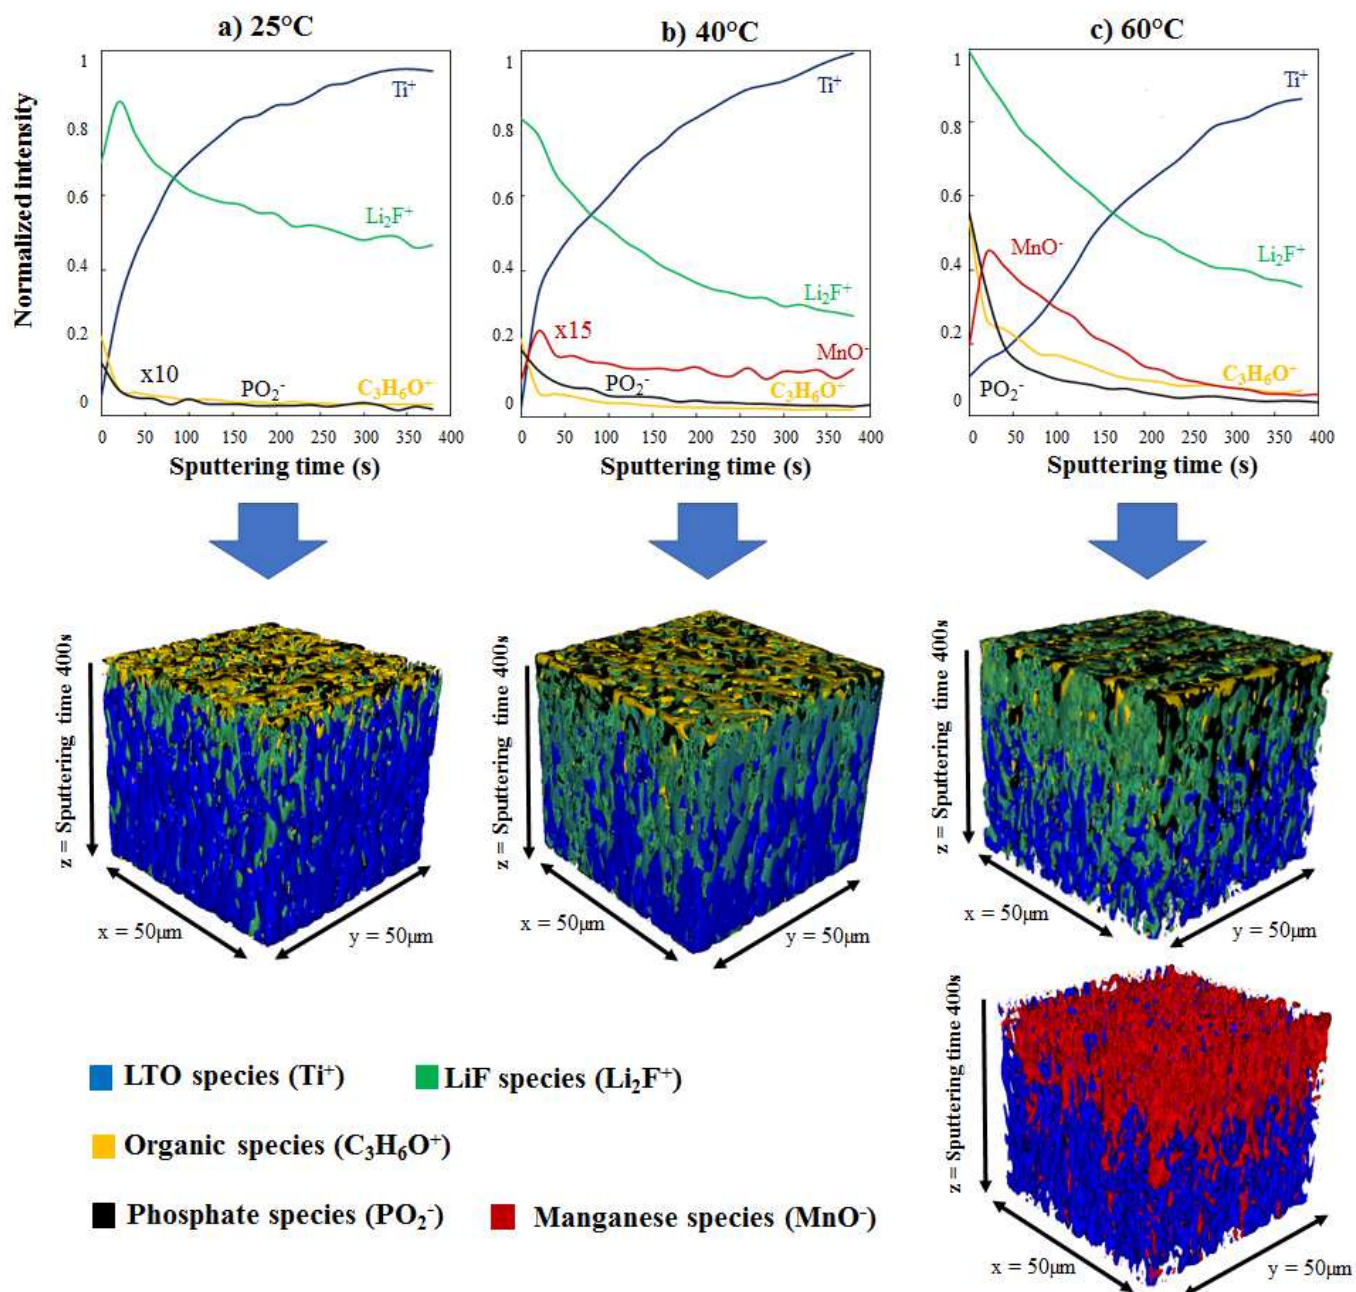 a) 25°C
b) 40°C
c) 60°C
Normalized intensity
1
0.8
0.6
0.4
0.2
0
Ti⁺
Li₂F⁺
x10
PO₂⁻
C₃H₆O⁺
0 50 100 150 200 250 300 350 400
Sputtering time (s)
1
0.8
0.6
0.4
0.2
0
Ti⁺
Li₂F⁺
x15
MnO⁻
PO₂⁻
C₃H₆O⁺
0 50 100 150 200 250 300 350 400
Sputtering time (s)
1
0.8
0.6
0.4
0.2
0
Ti⁺
MnO⁻
Li₂F⁺
C₃H₆O⁺
PO₂⁻
0 50 100 150 200 250 300 350 400
Sputtering time (s)
z = Sputtering time 400s
x = 50µm
y = 50µm
z = Sputtering time 400s
x = 50µm
y = 50µm
z = Sputtering time 400s
x = 50µm
y = 50µm
z = Sputtering time 400s
x = 50µm
y = 50µm
LTO species (Ti⁺)
LiF species (Li₂F⁺)
Organic species (C₃H₆O⁺)
Phosphate species (PO₂⁻)
Manganese species (MnO⁻)